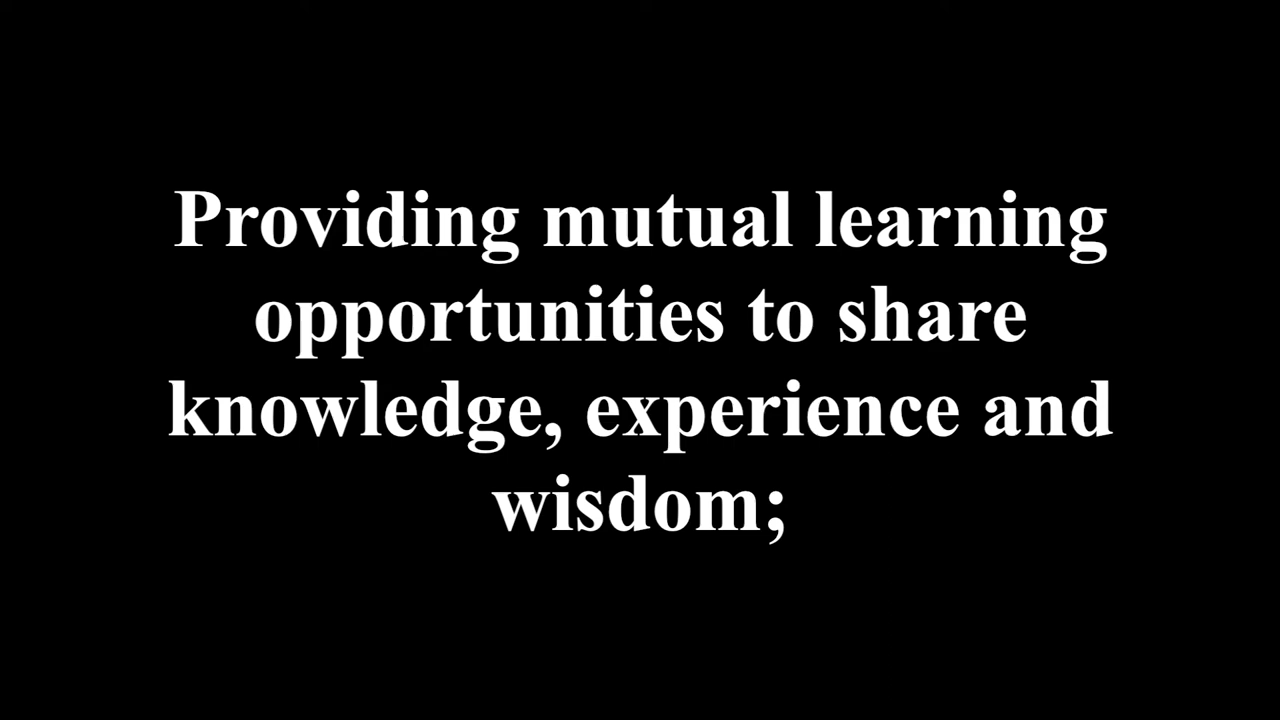 Providing mutual learning
opportunities to share
knowledge, experience and
wisdom;